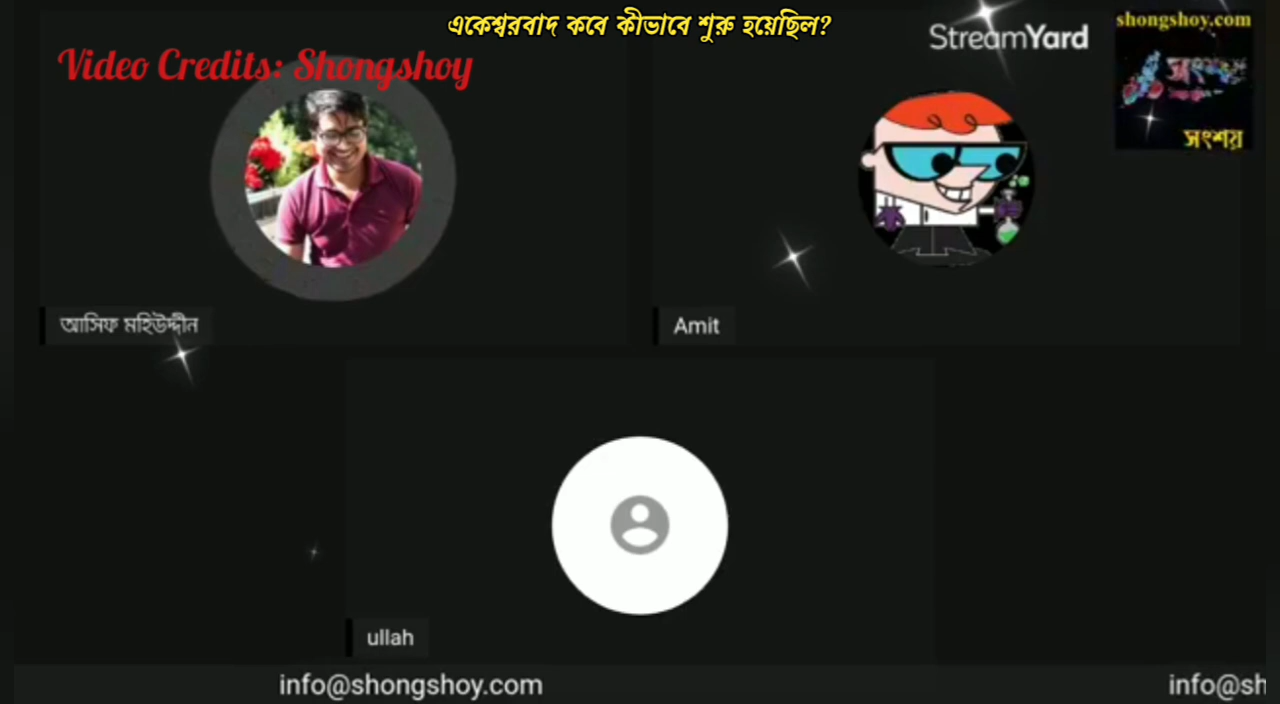 একেশ্বরবাদ কবে কীভাবে শুরু হয়েছিল?
StreamYard
shongshoy.com
Video Credits: Shongshoy
সংশয়
আসিফ মহিউদ্দীন
Amit
ullah
info@shongshoy.com
info@sh